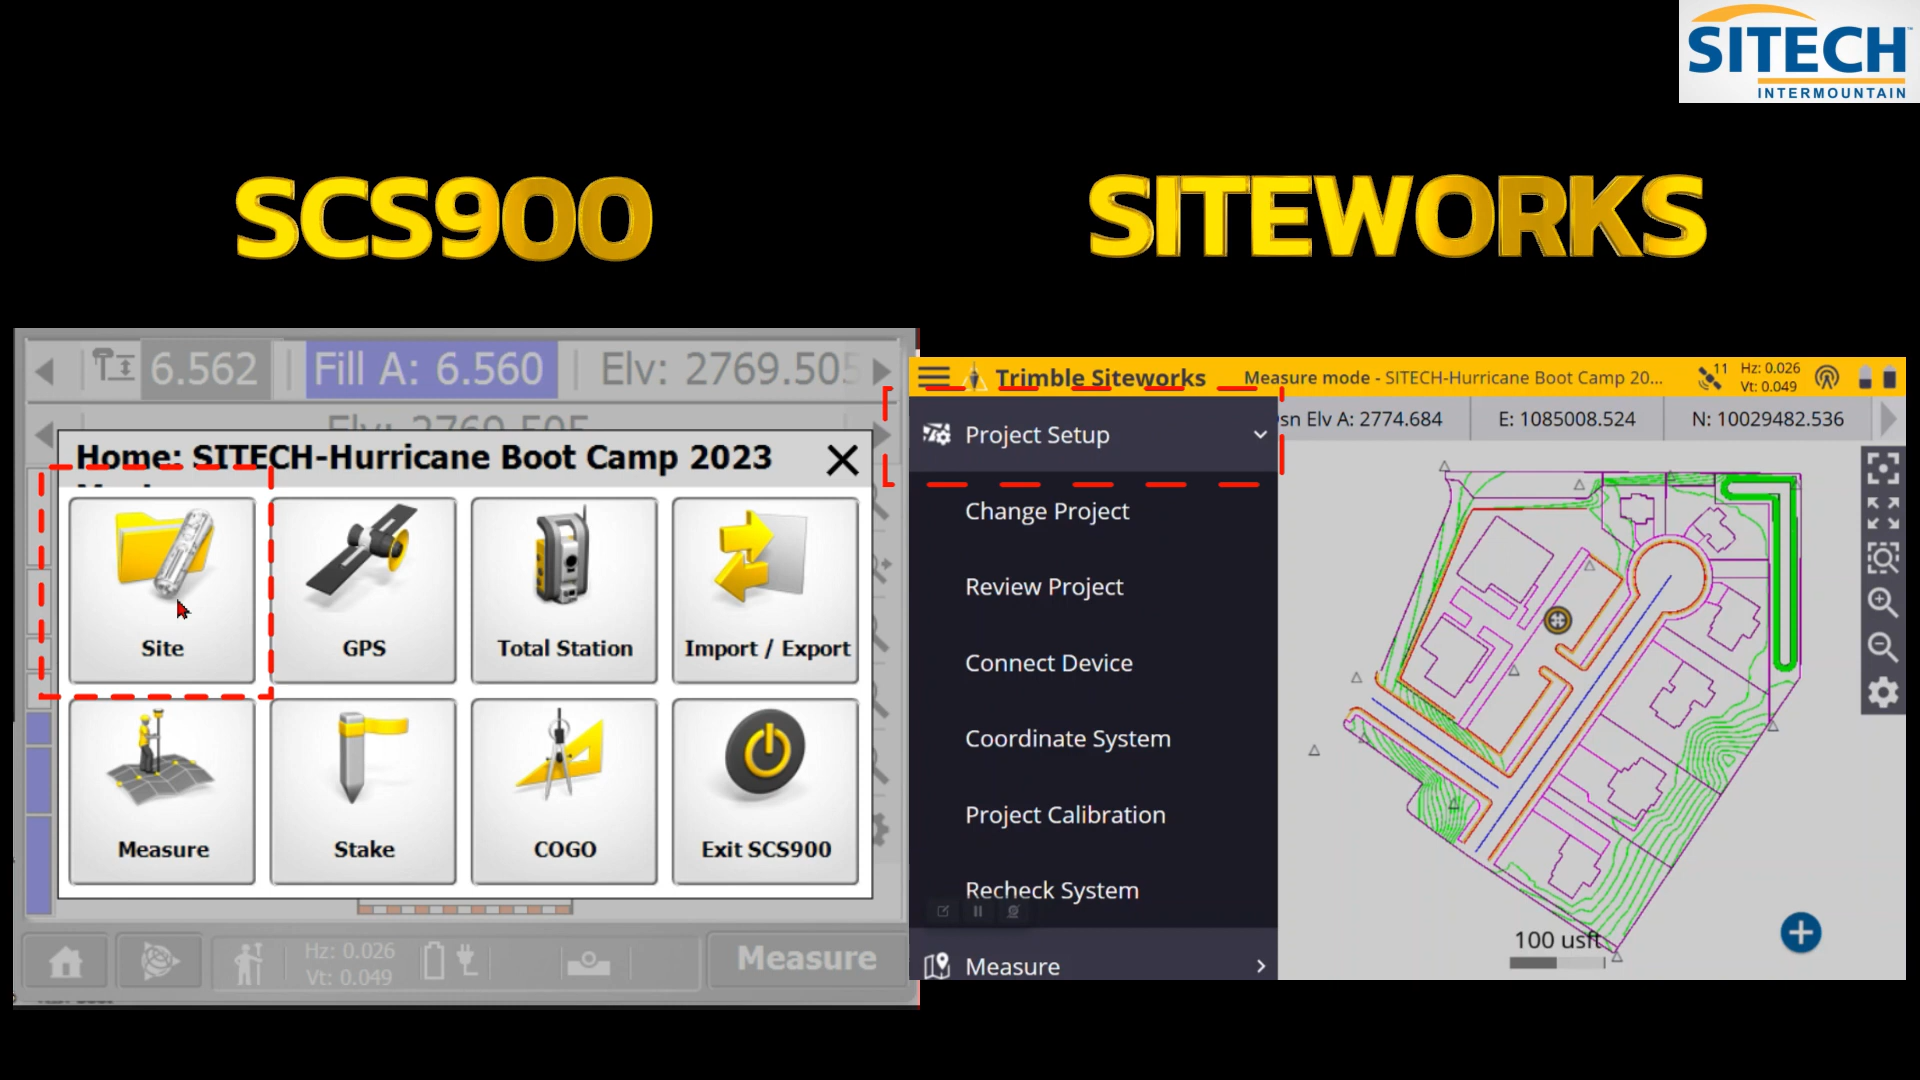 SITECH
INTERMOUNTAIN
SCS900
SITEWORKS
6.562
Fill A: 6.560
Elv: 2769.505
Elv: 2769.505
Home: SITECH-Hurricane Boot Camp 2023
Site
GPS
Total Station
Import / Export
Measure
Stake
COGO
Exit SCS900
Hz: 0.026
Vt: 0.049
Measure
Trimble Siteworks
Measure mode - SITECH-Hurricane Boot Camp 20...
11
Hz: 0.026
Vt: 0.049
Project Setup
sn Elv A: 2774.684
E: 1085008.524
N: 10029482.536
Change Project
Review Project
Connect Device
Coordinate System
Project Calibration
Recheck System
Measure
100 usft